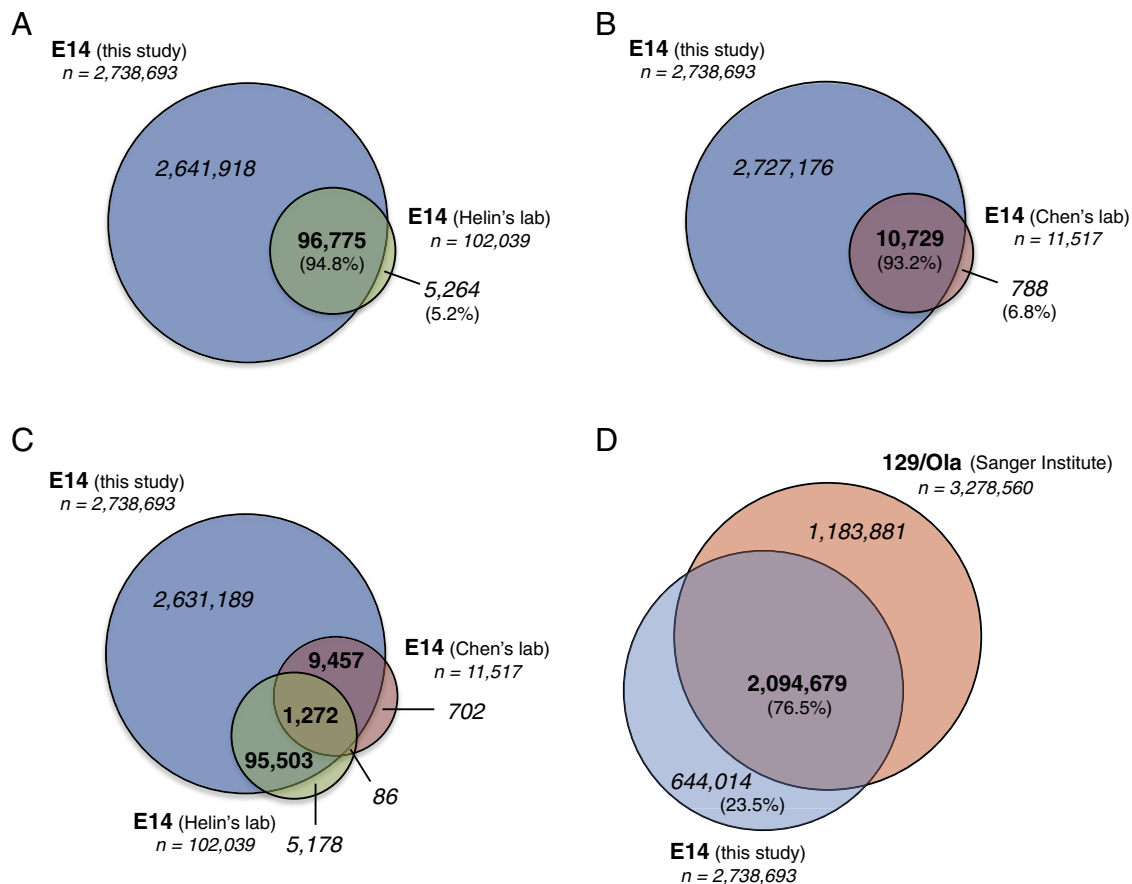 A
E14 (this study)
n = 2,738,693
2,641,918
E14 (Helin's lab)
n = 102,039
96,775
(94.8%)
5,264
(5.2%)
B
E14 (this study)
n = 2,738,693
2,727,176
E14 (Chen's lab)
n = 11,517
10,729
(93.2%)
788
(6.8%)
C
E14 (this study)
n = 2,738,693
2,631,189
E14 (Chen's lab)
n = 11,517
9,457
702
1,272
95,503
86
E14 (Helin's lab)
n = 102,039
5,178
D
129/Ola (Sanger Institute)
n = 3,278,560
1,183,881
2,094,679
(76.5%)
644,014
(23.5%)
E14 (this study)
n = 2,738,693